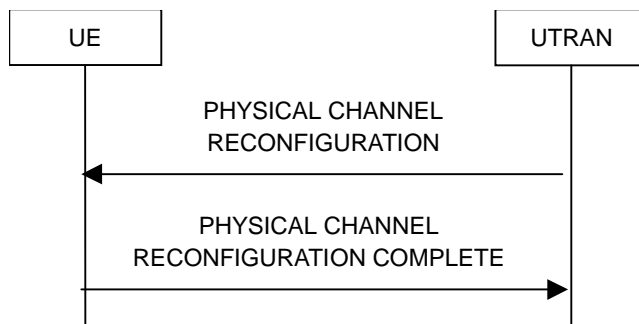 UE
UTRAN
PHYSICAL CHANNEL
RECONFIGURATION
PHYSICAL CHANNEL
RECONFIGURATION COMPLETE